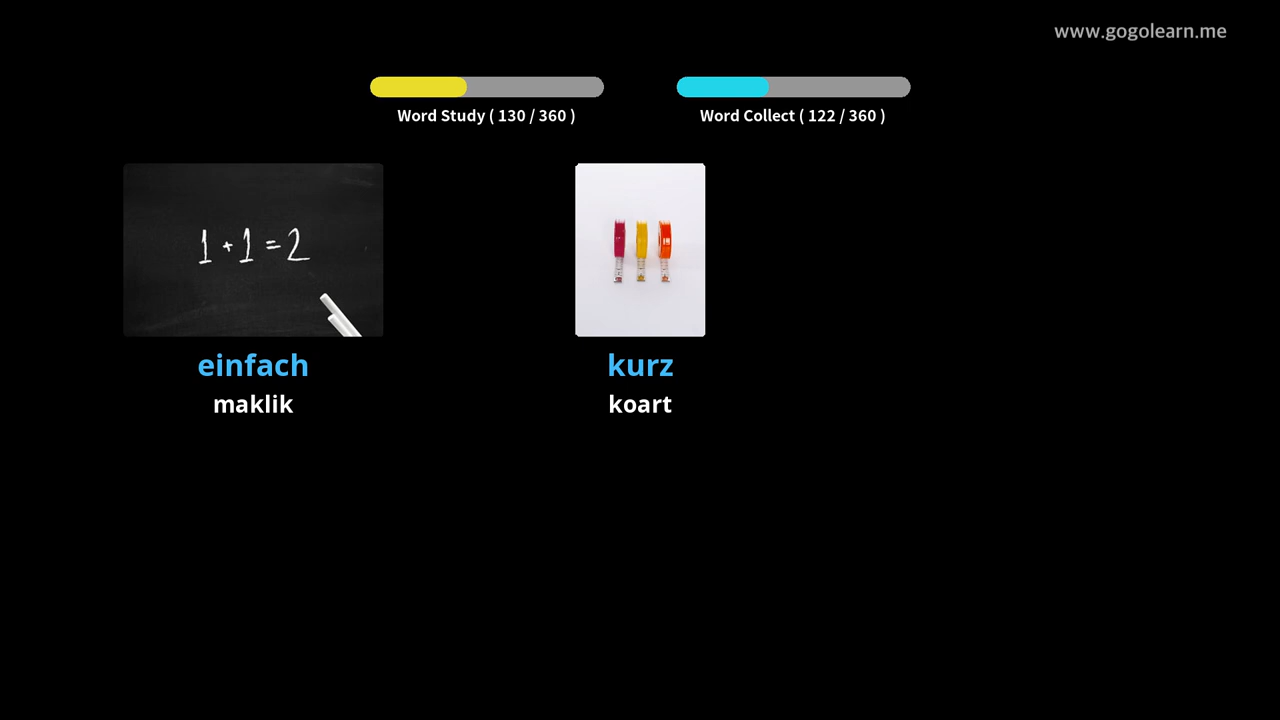 www.gogolearn.me
Word Study ( 130 / 360 )
Word Collect ( 122 / 360 )
1 + 1 = 2
einfach
maklik
kurz
koart